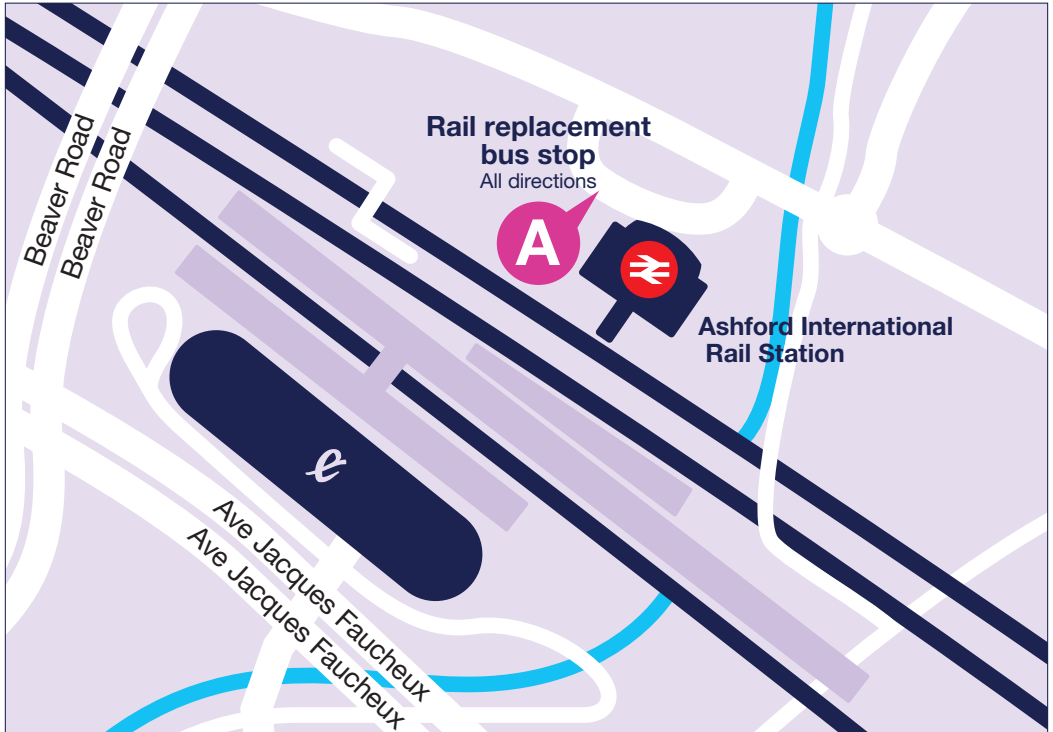 Rail replacement
bus stop
All directions
A
Beaver Road
Beaver Road
Ashford International
Rail Station
e
Ave Jacques Faucheux
Ave Jacques Faucheux